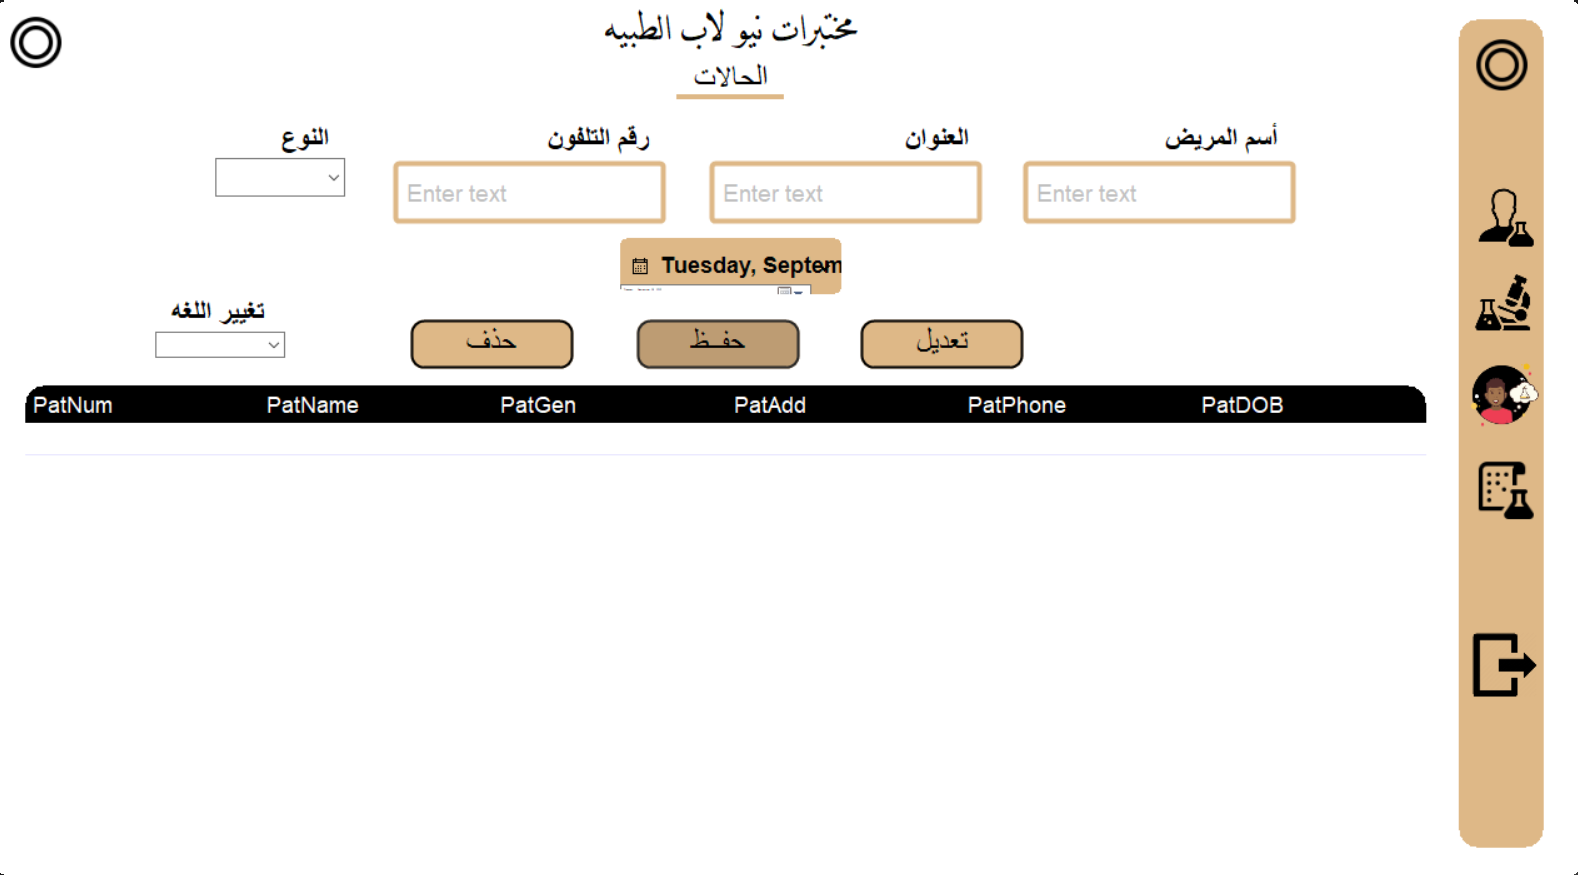 مختبرات نيو لاب الطبيه
الحالات
أسم المريض العنوان رقم التلفون النوع
Enter text Enter text Enter text
Tuesday, Septem
تغيير اللغه
تعديل حفـظ حذف
PatNum PatName PatGen PatAdd PatPhone PatDOB